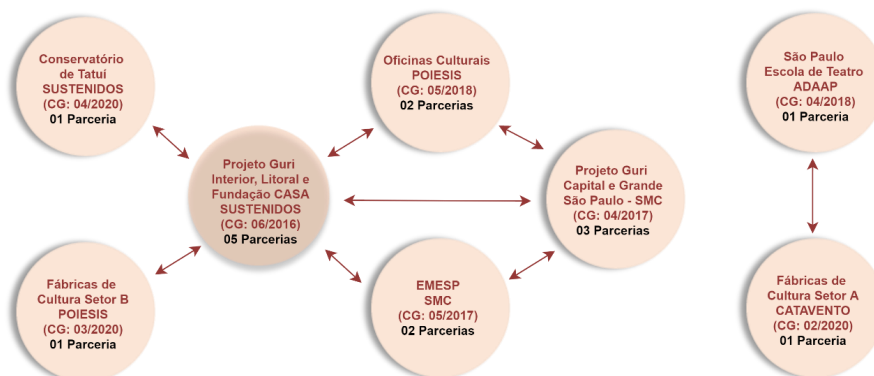 Conservatório
de Tatuí
SUSTENIDOS
(CG: 04/2020)
01 Parceria
Oficinas Culturais
POIESIS
(CG: 05/2018)
02 Parcerias
São Paulo
Escola de Teatro
ADAAP
(CG: 04/2018)
01 Parceria
Projeto Guri
Interior, Litoral e
Fundação CASA
SUSTENIDOS
(CG: 06/2016)
05 Parcerias
Projeto Guri
Capital e Grande
São Paulo - SMC
(CG: 04/2017)
03 Parcerias
Fábricas de
Cultura Setor B
POIESIS
(CG: 03/2020)
01 Parceria
EMESP
SMC
(CG: 05/2017)
02 Parcerias
Fábricas de
Cultura Setor A
CATAVENTO
(CG: 02/2020)
01 Parceria